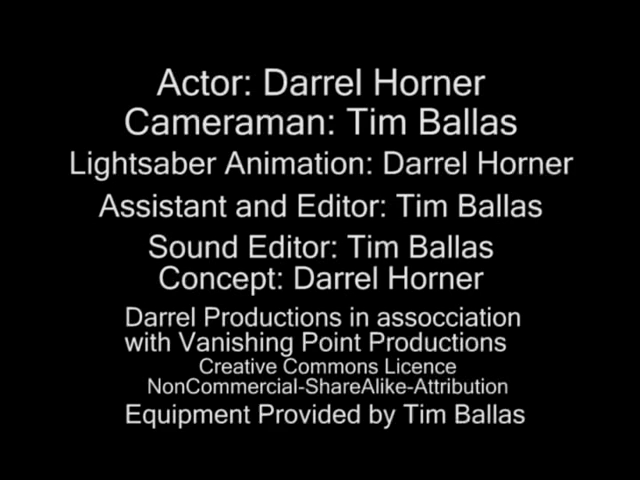 Actor: Darrel Horner
Cameraman: Tim Ballas
Lightsaber Animation: Darrel Horner
Assistant and Editor: Tim Ballas
Sound Editor: Tim Ballas
Concept: Darrel Horner
Darrel Productions in assocciation
with Vanishing Point Productions
Creative Commons Licence
NonCommercial-ShareAlike-Attribution
Equipment Provided by Tim Ballas